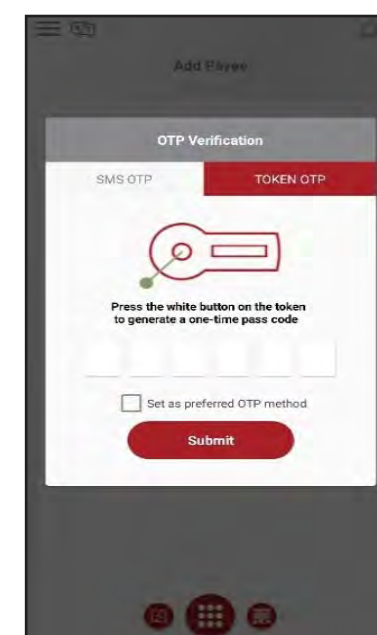 Add Payee
OTP Verification
SMS OTP
TOKEN OTP
Press the white button on the token
to generate a one-time pass code
Set as preferred OTP method
Submit